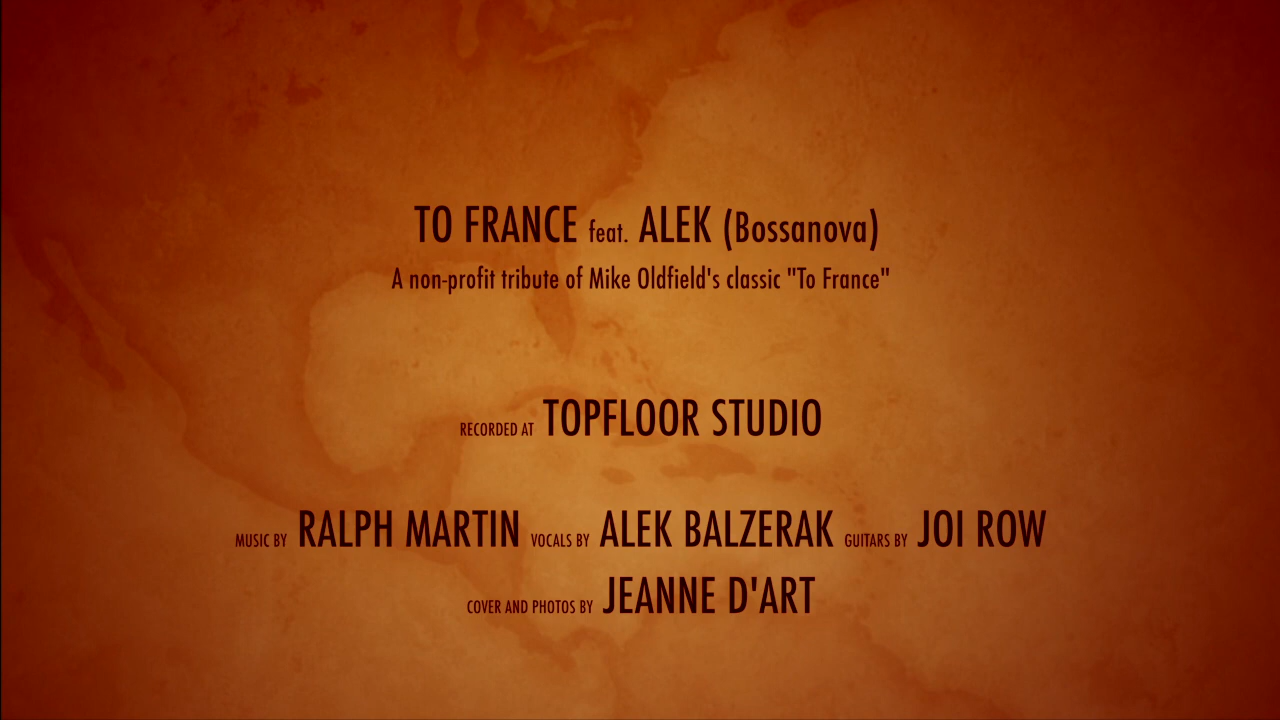 TO FRANCE feat. ALEK (Bossanova)
A non-profit tribute of Mike Oldfield's classic "To France"
RECORDED AT TOPFLOOR STUDIO
MUSIC BY RALPH MARTIN VOCALS BY ALEK BALZERAK GUITARS BY JOI ROW
COVER AND PHOTOS BY JEANNE D'ART